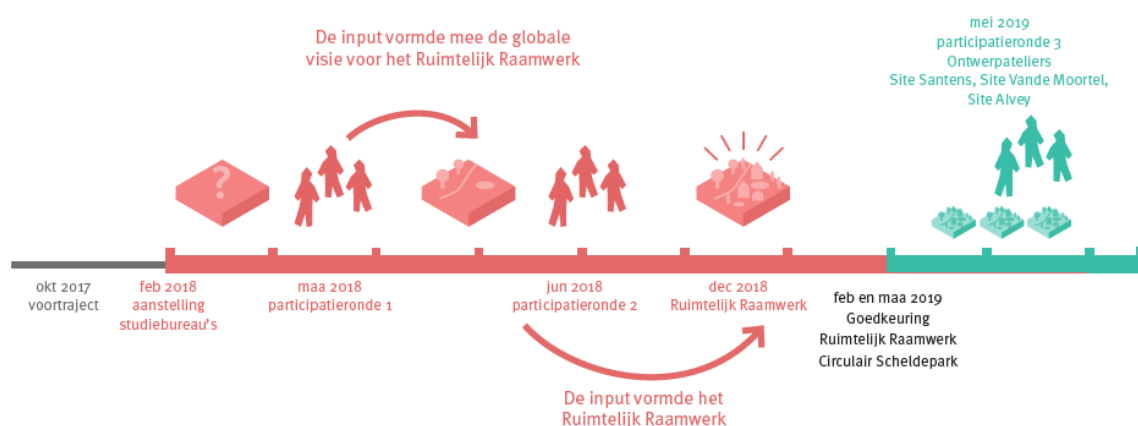 De input vormde mee de globale
visie voor het Ruimtelijk Raamwerk
mei 2019
participatieronde 3
Ontwerpateliers
Site Santens, Site Vande Moortel,
Site Alvey
?
okt 2017
voortraject
feb 2018
aanstelling
studiebureau's
maa 2018
participatieronde 1
jun 2018
participatieronde 2
dec 2018
Ruimtelijk Raamwerk
feb en maa 2019
Goedkeuring
Ruimtelijk Raamwerk
Circulair Scheldepark
De input vormde het
Ruimtelijk Raamwerk